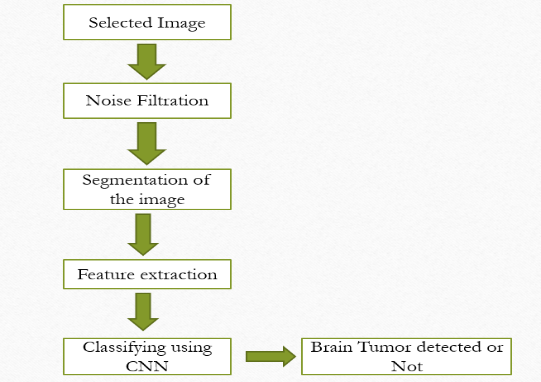 Selected Image
Noise Filtration
Segmentation of
the image
Feature extraction
Classifying using
CNN
Brain Tumor detected or
Not